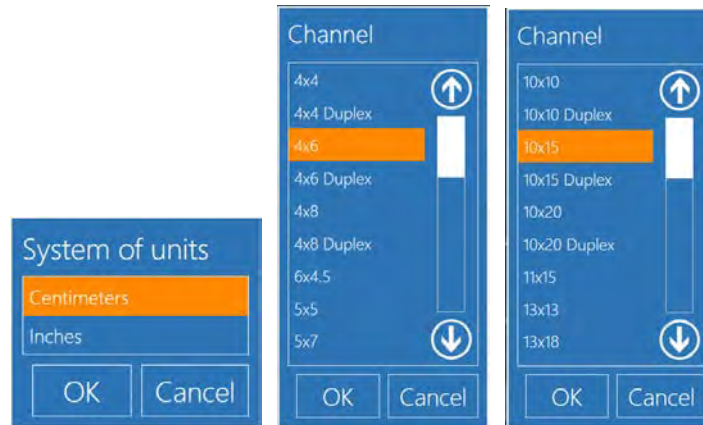 System of units
Centimeters
Inches
OK
Cancel
Channel
4x4
4x4 Duplex
4x6
4x6 Duplex
4x8
4x8 Duplex
6x4.5
5x5
5x7
OK
Cancel
Channel
10x10
10x10 Duplex
10x15
10x15 Duplex
10x20
10x20 Duplex
11x15
13x13
13x18
OK
Cancel